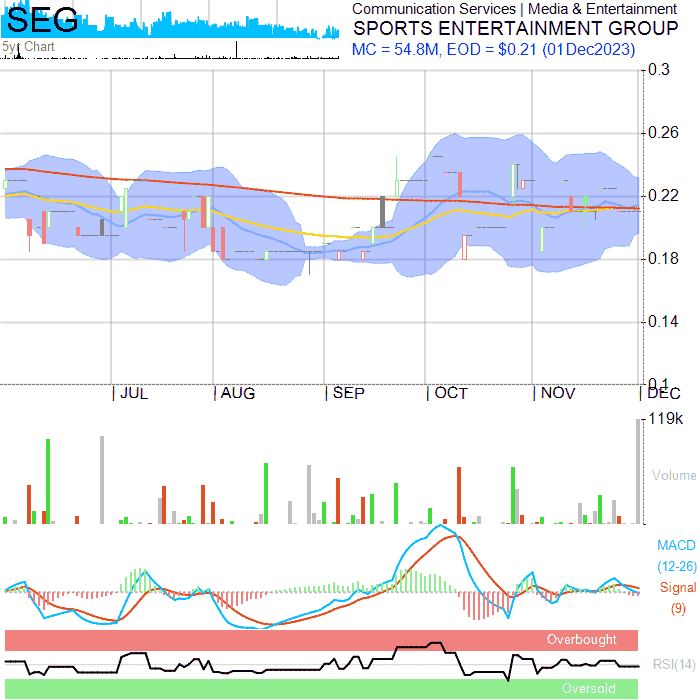 SEG
5yr Chart
Communication Services | Media & Entertainment
SPORTS ENTERTAINMENT GROUP
MC = 54.8M, EOD = $0.21 (01Dec2023)
0.3
0.26
0.22
0.18
0.14
0.1
JUL AUG SEP OCT NOV DEC
119k
Volume
MACD
(12-26)
Signal
(9)
Overbought
RSI(14)
Oversold